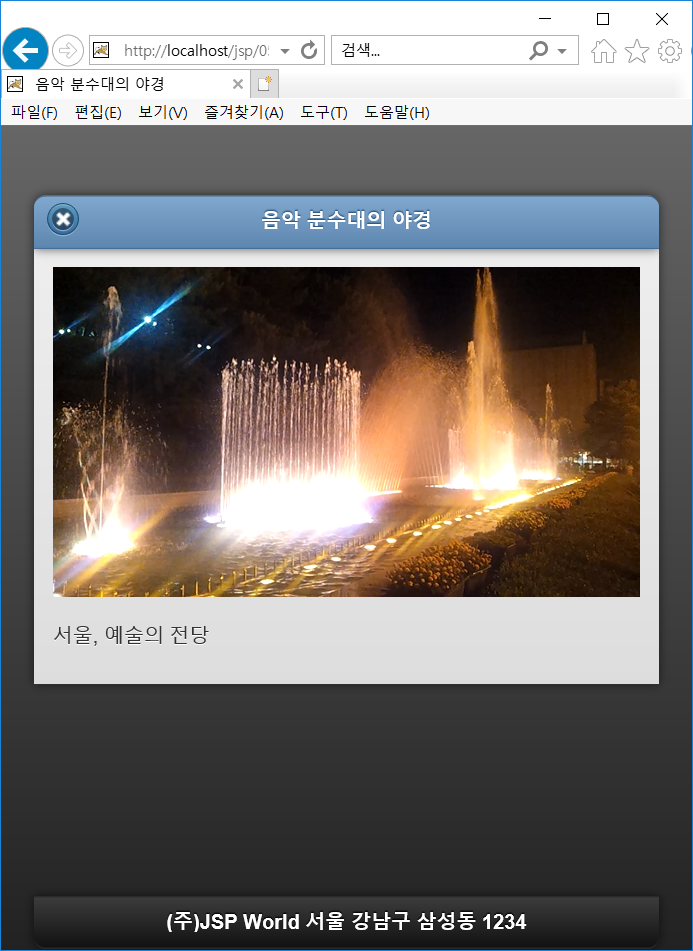 http://localhost/jsp/05
검색...
음악 분수대의 야경
파일(F) 편집(E) 보기(V) 즐겨찾기(A) 도구(T) 도움말(H)
음악 분수대의 야경
서울, 예술의 전당
(주)JSP World 서울 강남구 삼성동 1234